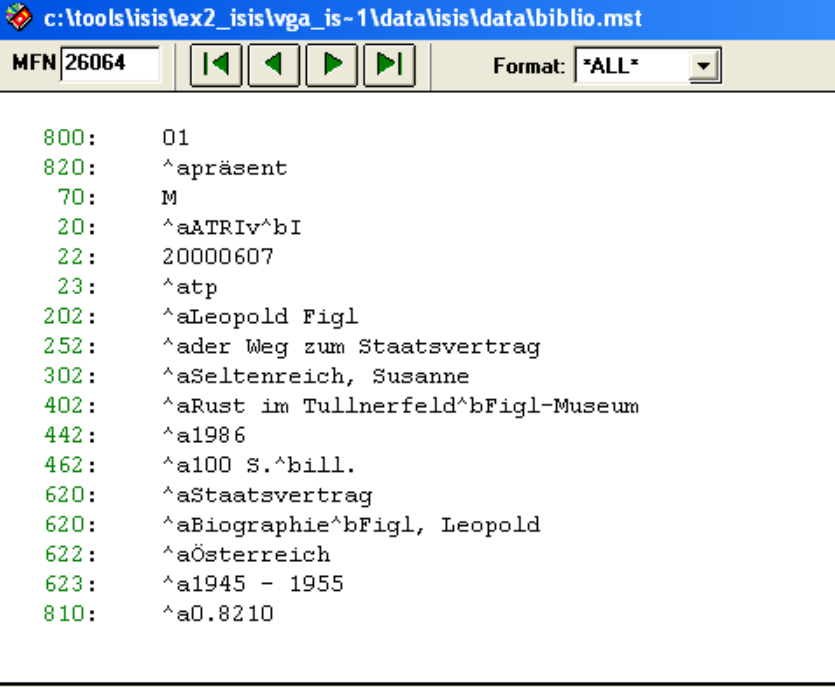 c:\tools\isis\ex2_isis\vga_is~1\data\isis\data\biblio.mst
MFN 26064 Format: *ALL*
800: 01
820: ^apräsent
70: M
20: ^aATRIv^bI
22: 20000607
23: ^atp
202: ^aLeopold Figl
252: ^ader Weg zum Staatsvertrag
302: ^aSeltenreich, Susanne
402: ^aRust im Tullnerfeld^bFigl-Museum
442: ^a1986
462: ^a100 S.^bill.
620: ^aStaatsvertrag
620: ^aBiographie^bFigl, Leopold
622: ^aÖsterreich
623: ^a1945 - 1955
810: ^a0.8210